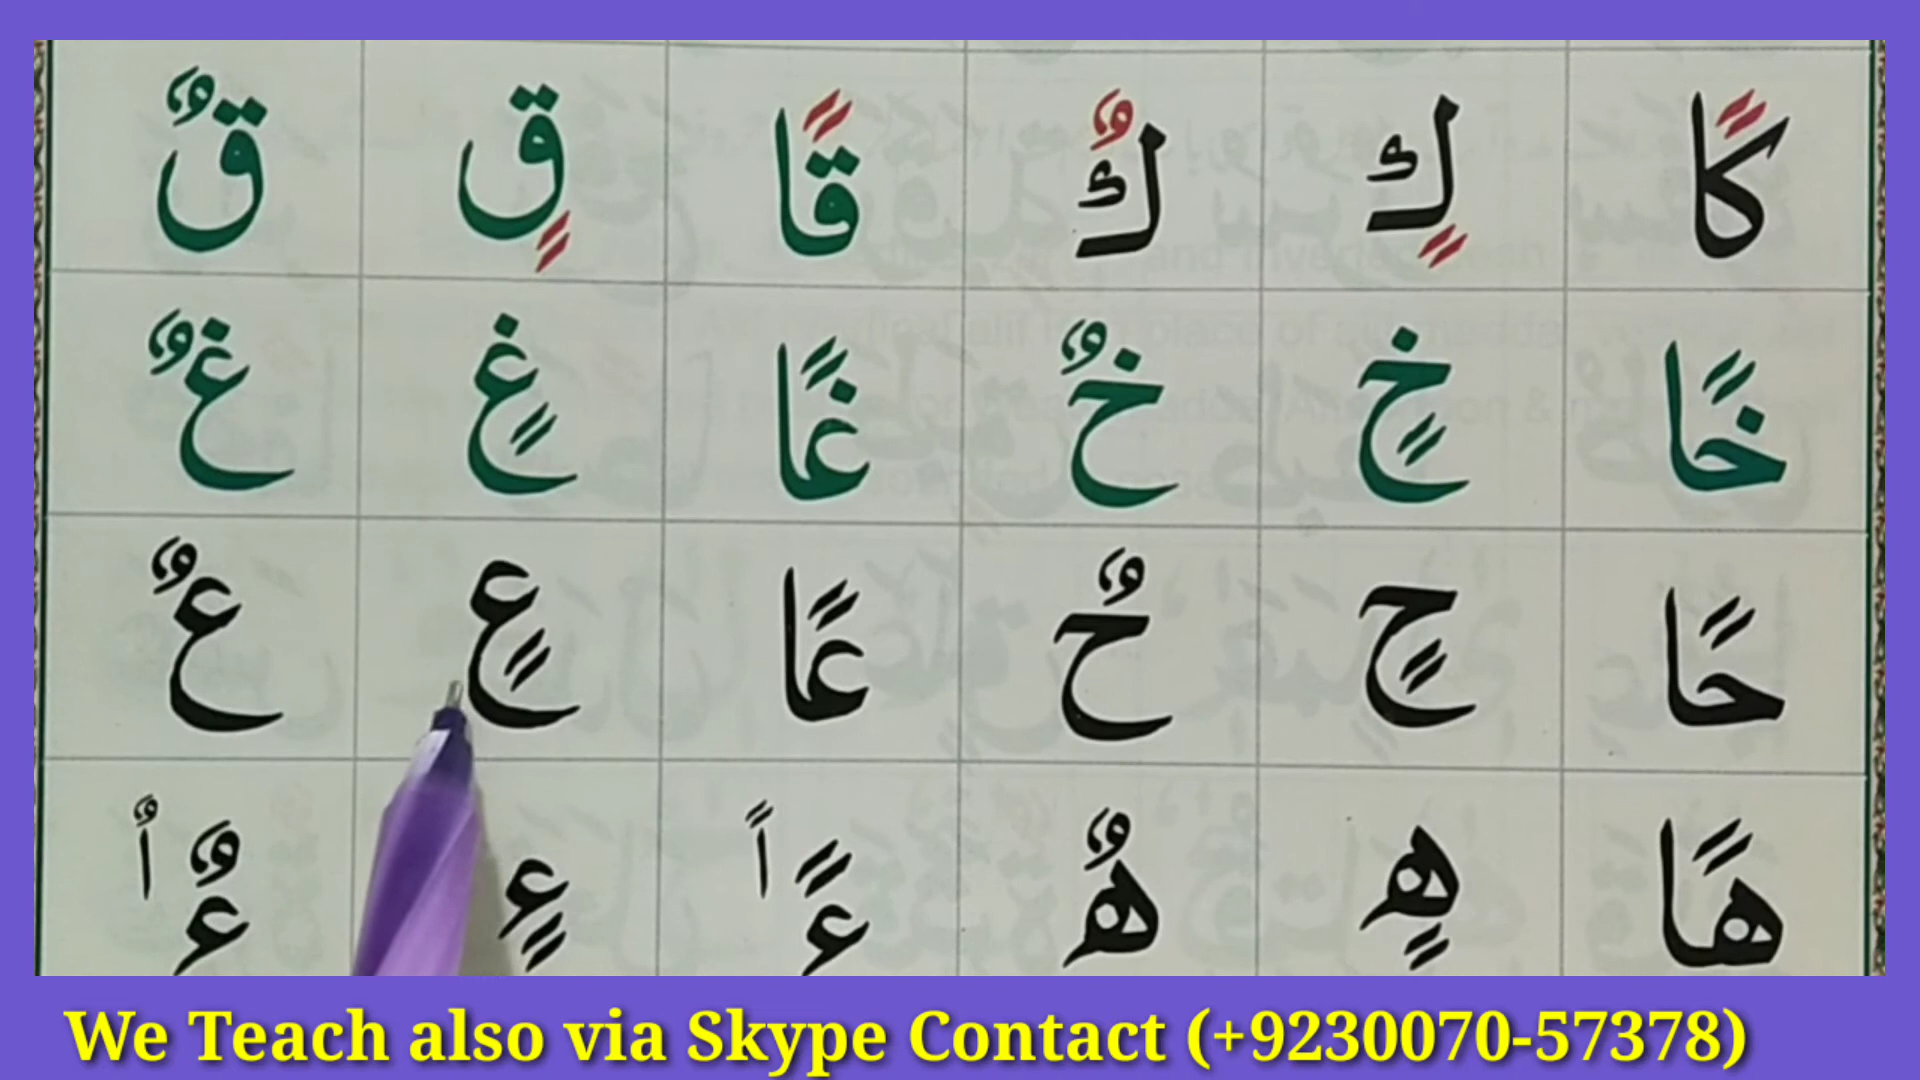 كًا كٍ كٌ قًا قٍ قٌ
خًا خٍ خٌ غًا غٍ غٌ
حًا حٍ حٌ عًا عٍ عٌ
هًا هٍ هٌ ءً اً ءٍ ءٌ اٌ
We Teach also via Skype Contact (+9230070-57378)